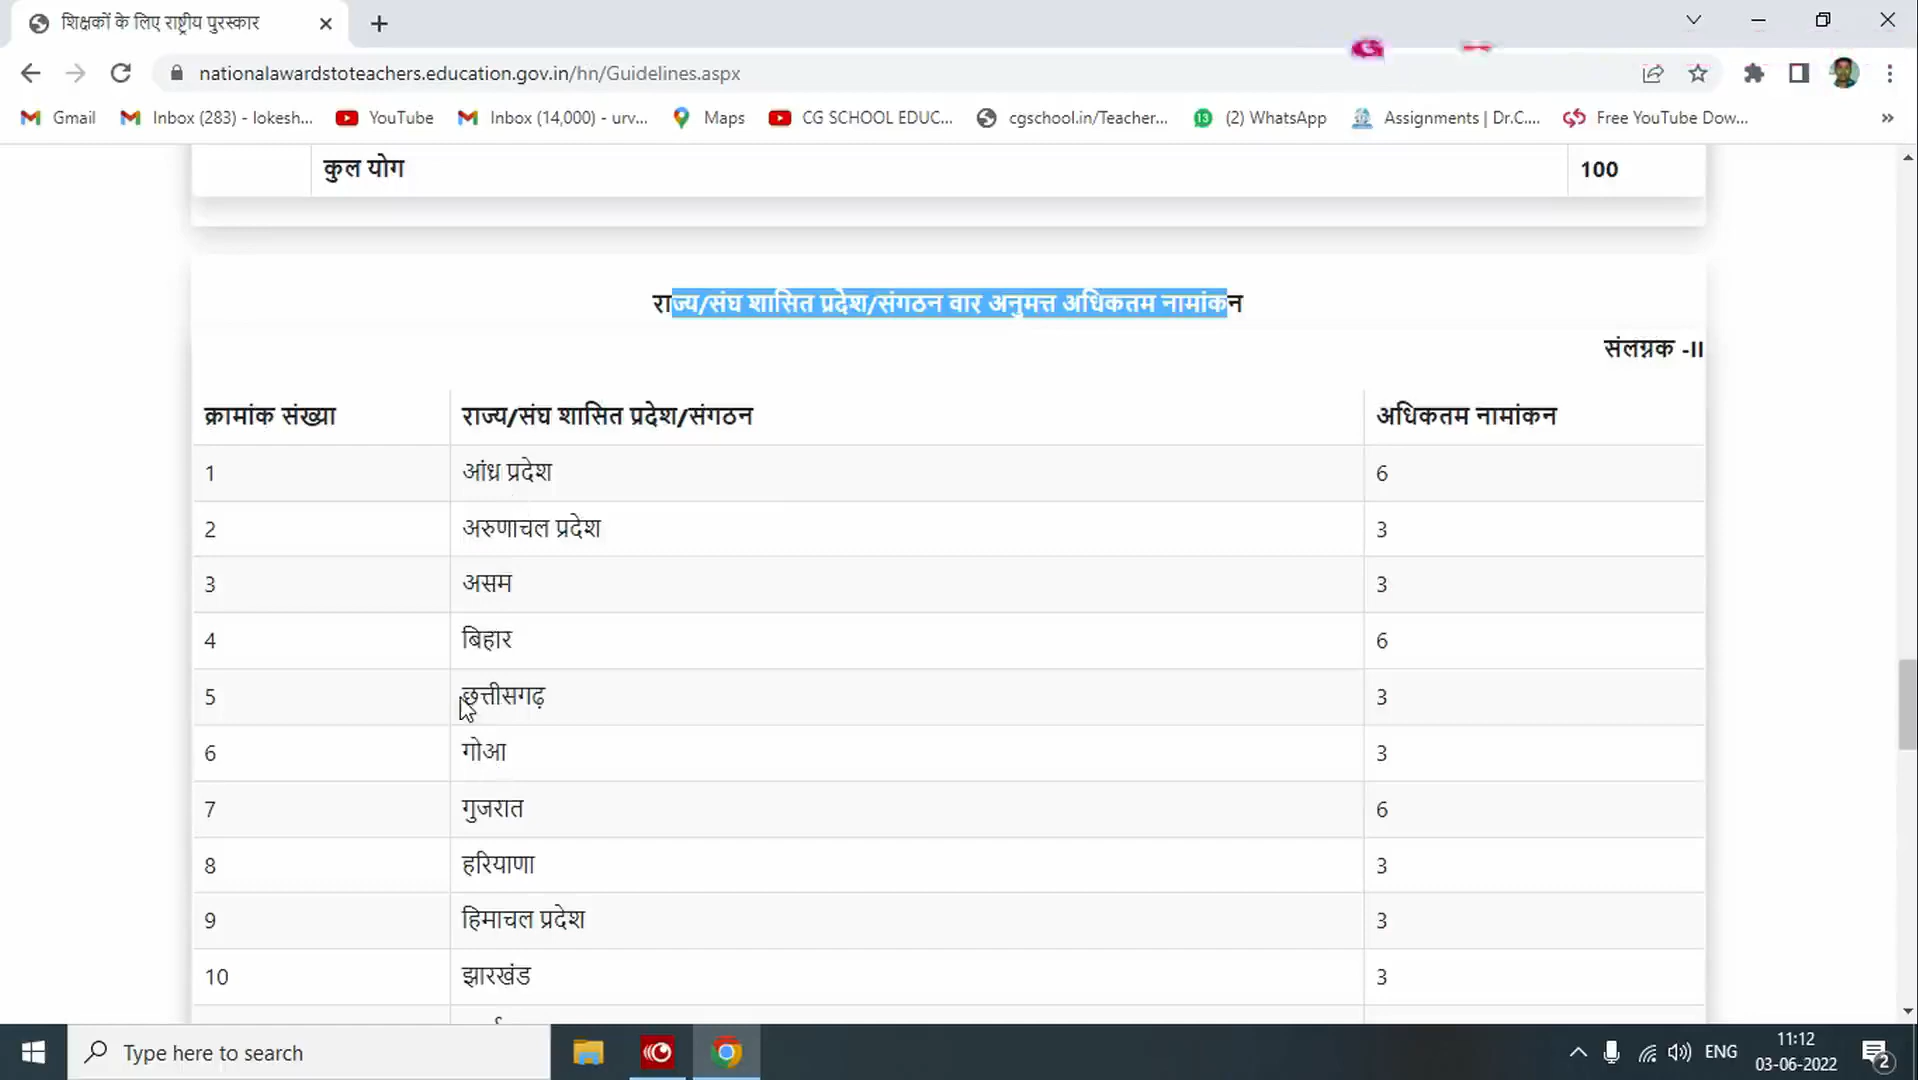 शिक्षकों के लिए राष्ट्रीय पुरस्कार
nationalawardstoteachers.education.gov.in/hn/Guidelines.aspx
Gmail Inbox (283) - lokesh... YouTube Inbox (14,000) - urv... Maps CG SCHOOL EDUC... cgschool.in/Teacher... 13 (2) WhatsApp Assignments | Dr.C.... Free YouTube Dow... »
कुल योग 100
राज्य/संघ शासित प्रदेश/संगठन वार अनुमत्त अधिकतम नामांकन
संलग्नक -II
क्रामांक संख्या राज्य/संघ शासित प्रदेश/संगठन अधिकतम नामांकन
1 आंध्र प्रदेश 6
2 अरुणाचल प्रदेश 3
3 असम 3
4 बिहार 6
5 छत्तीसगढ़ 3
6 गोआ 3
7 गुजरात 6
8 हरियाणा 3
9 हिमाचल प्रदेश 3
10 झारखंड 3
Type here to search
ENG
11:12
03-06-2022
2